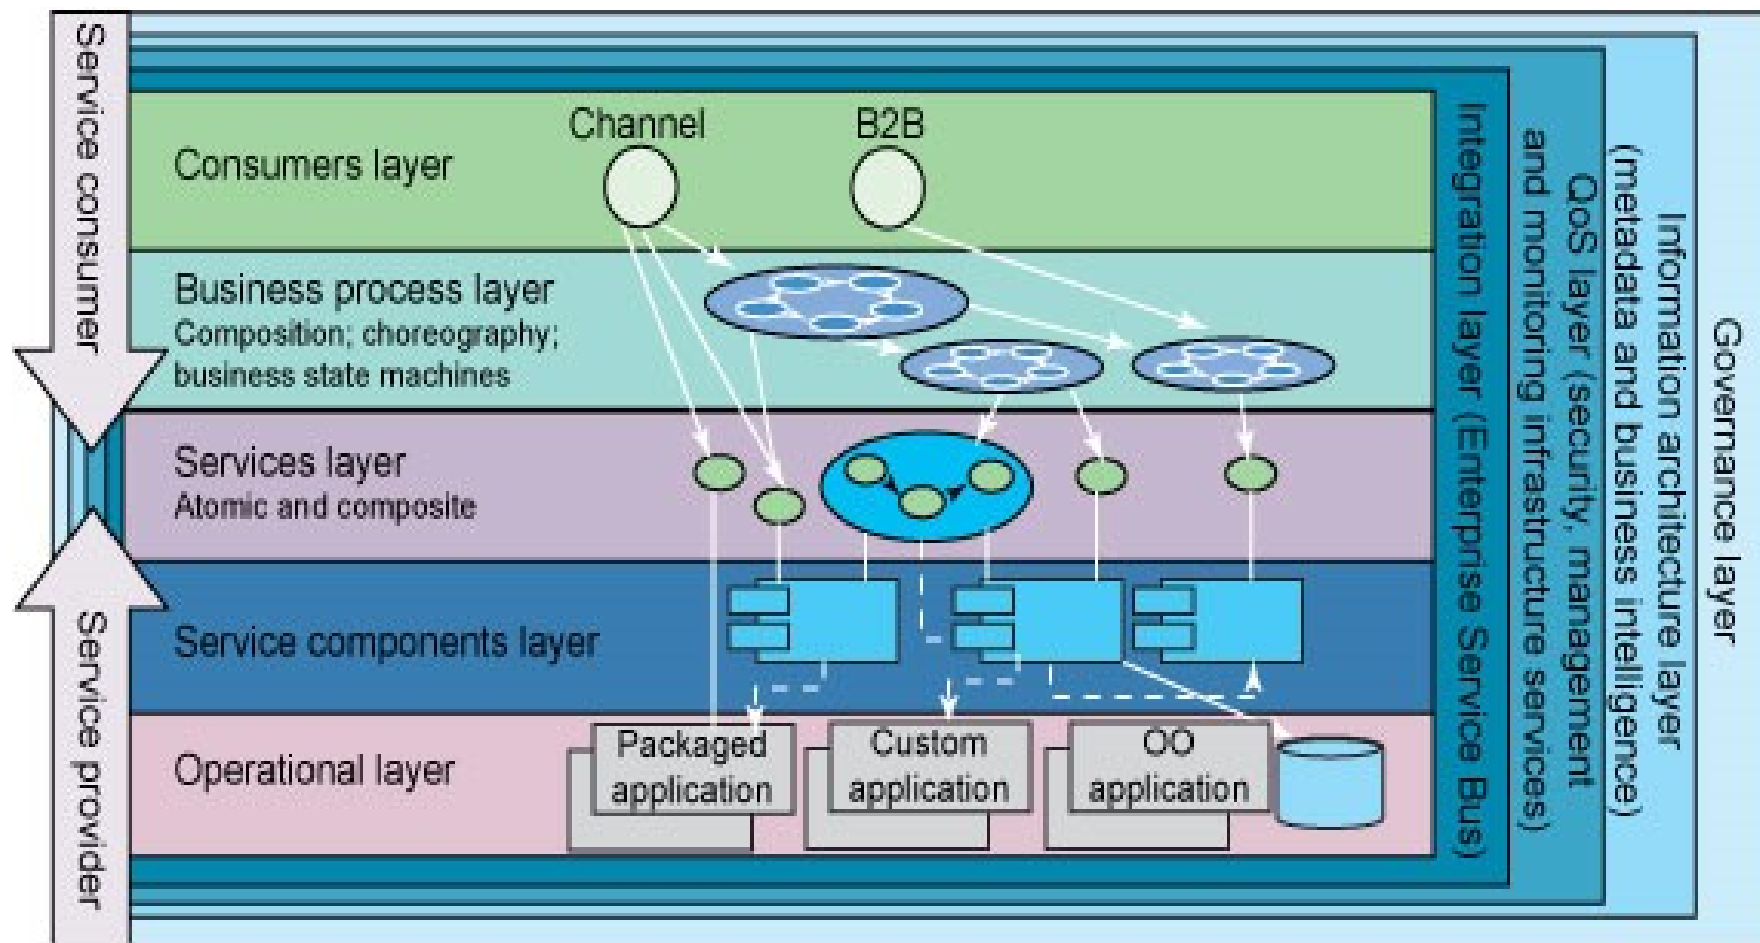 Service consumer
Channel
B2B
Consumers layer
Business process layer
Composition; choreography;
business state machines
Services layer
Atomic and composite
Service components layer
Service provider
Operational layer
Packaged
application
Custom
application
OO
application
Integration layer (Enterprise Service Bus)
QoS layer (security, management
and monitoring infrastructure services)
Information architecture layer
(metadata and business intelligence)
Governance layer